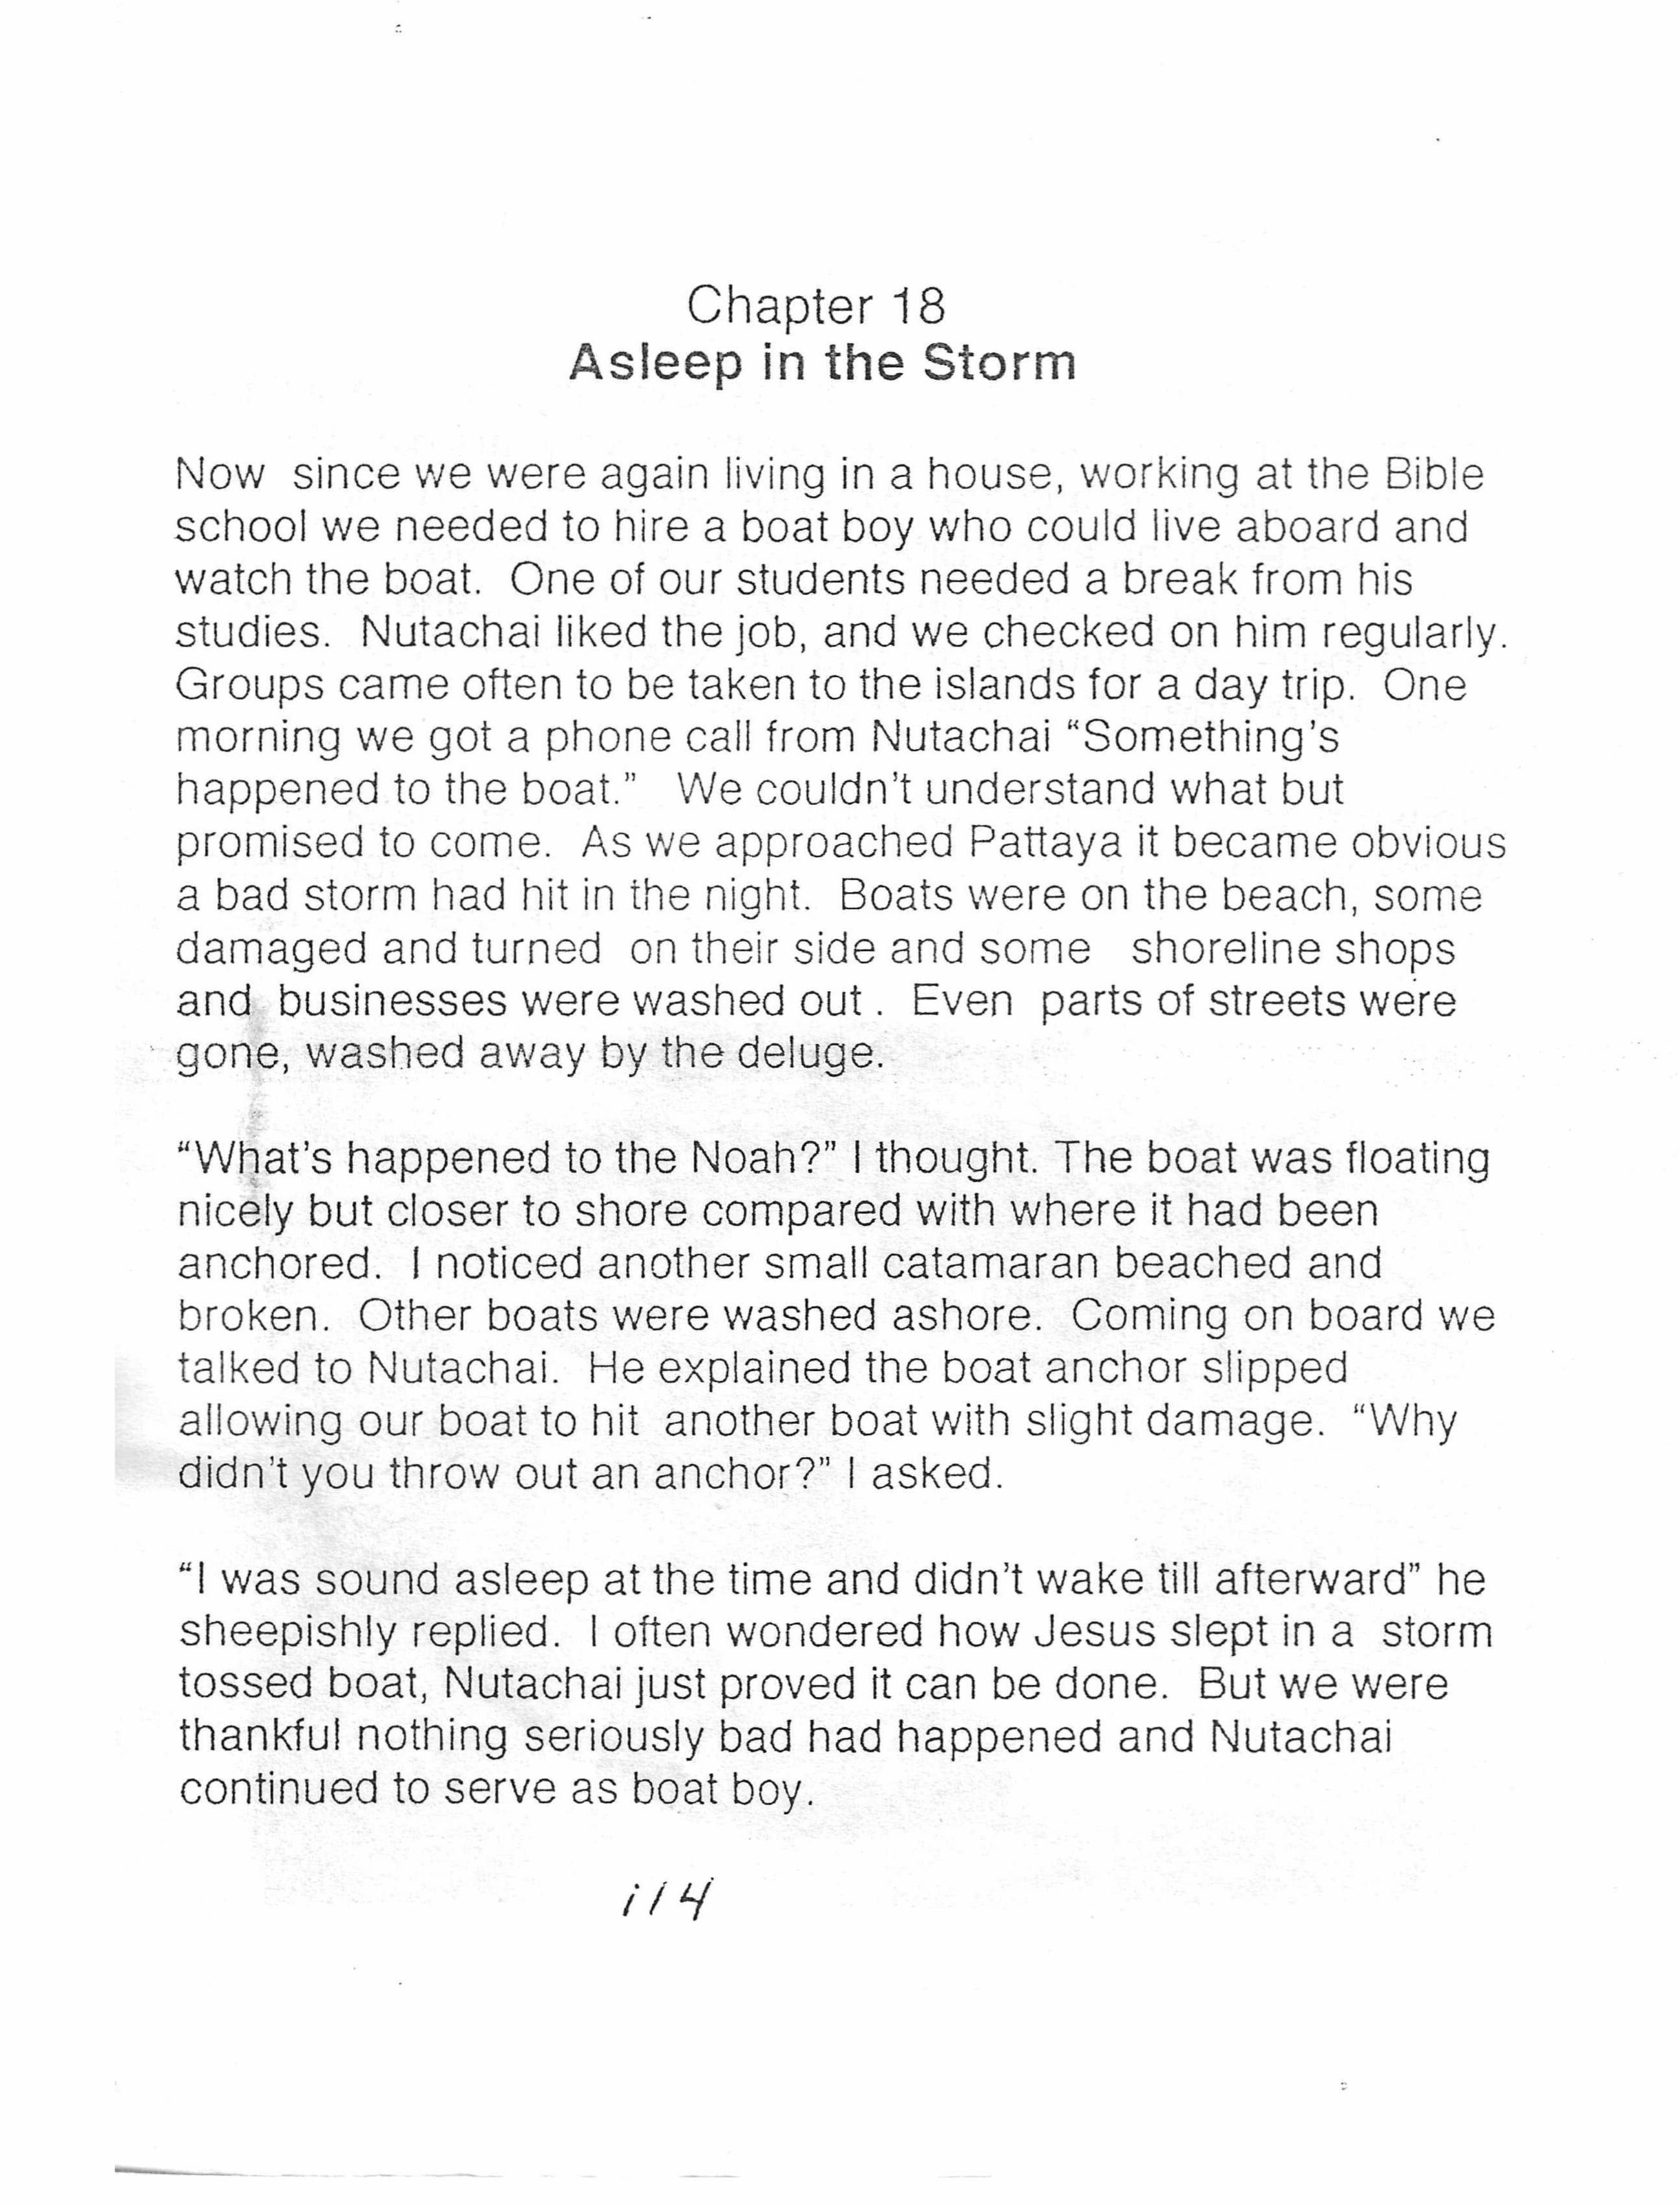 Chapter 18
Asleep in the Storm
Now since we were again living in a house, working at the Bible
school we needed to hire a boat boy who could live aboard and
watch the boat. One of our students needed a break from his
studies. Nutachai liked the job, and we checked on him regularly.
Groups came often to be taken to the islands for a day trip. One
morning we got a phone call from Nutachai “Something's
happened to the boat.” We couldn't understand what but
promised to come. As we approached Pattaya it became obvious
a bad storm had hit in the night. Boats were on the beach, some
damaged and turned on their side and some shoreline shops
and businesses were washed out . Even parts of streets were
gone, washed away by the deluge.
“What's happened to the Noah?” I thought. The boat was floating
nicely but closer to shore compared with where it had been
anchored. I noticed another small catamaran beached and
broken. Other boats were washed ashore. Coming on board we
talked to Nutachai. He explained the boat anchor slipped
allowing our boat to hit another boat with slight damage. “Why
didn't you throw out an anchor?” I asked.
“I was sound asleep at the time and didn't wake till afterward” he
sheepishly replied. I often wondered how Jesus slept in a storm
tossed boat, Nutachai just proved it can be done. But we were
thankful nothing seriously bad had happened and Nutachai
continued to serve as boat boy.
114